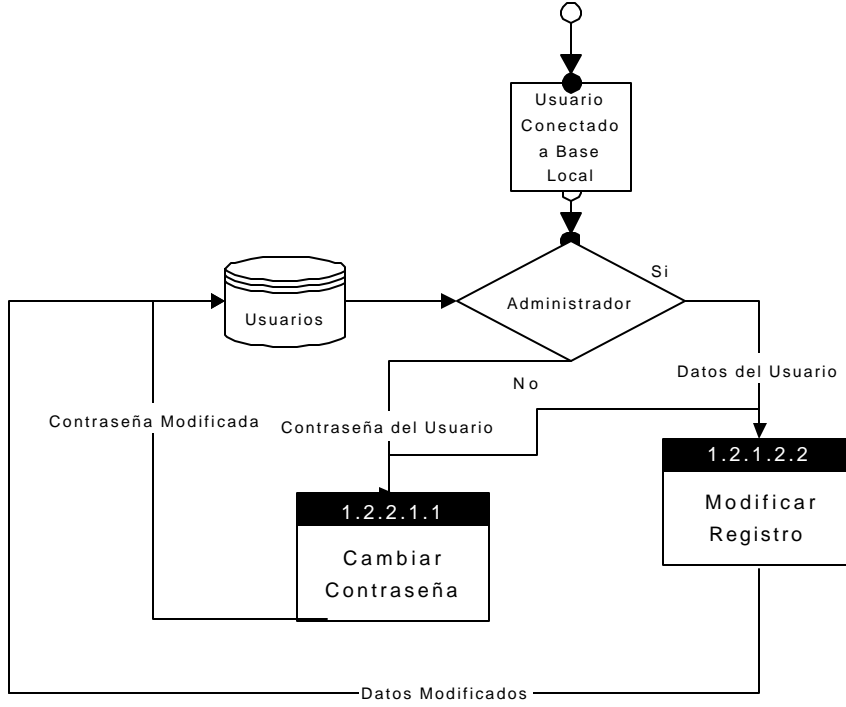 Usuario
Conectado
a Base
Local
Si
Administrador
Usuarios
No
Datos del Usuario
Contraseña Modificada
Contraseña del Usuario
1.2.1.2.2
Modificar
Registro
1.2.2.1.1
Cambiar
Contraseña
Datos Modificados